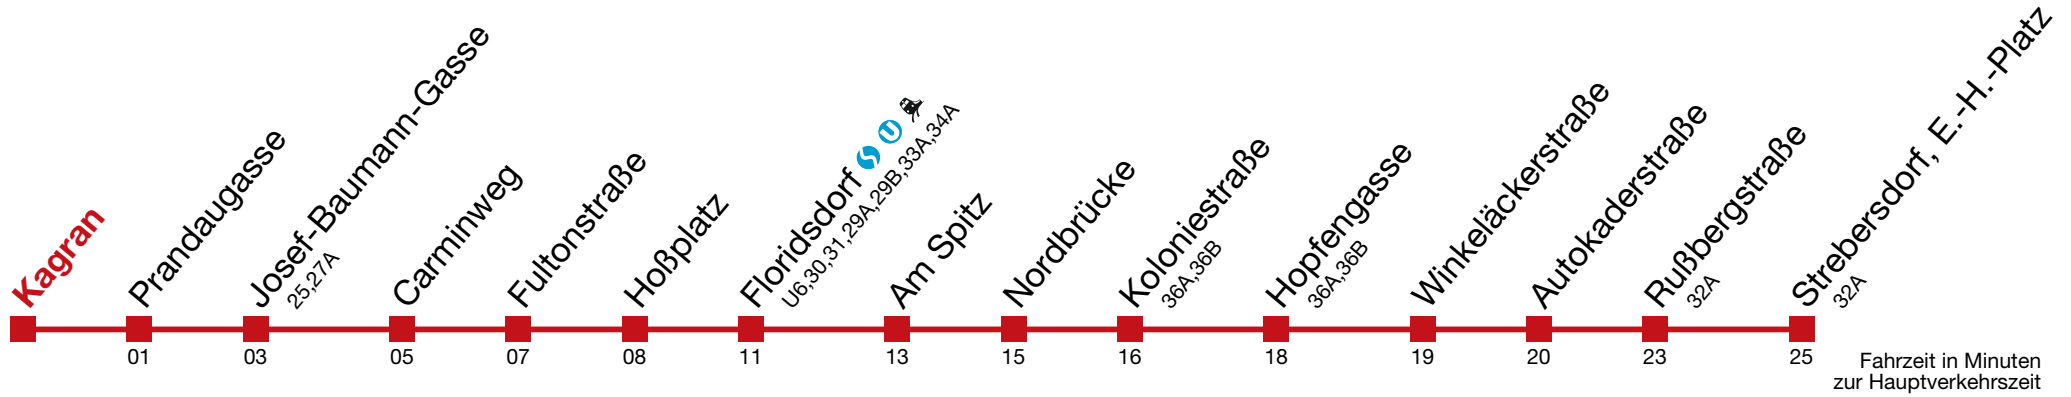 Kagran
Prandaugasse
Josef-Baumann-Gasse
25,27A
Carminweg
Fultonstraße
Hoßplatz
Floridsdorf
U6,30,31,29A,29B,33A,34A
Am Spitz
Nordbrücke
Koloniestraße
36A,36B
Hopfengasse
36A,36B
Winkeläckerstraße
Autokaderstraße
Rußbergstraße
32A
Strebersdorf, E.-H.-Platz
32A
01 03 05 07 08 11 13 15 16 18 19 20 23 25
Fahrzeit in Minuten
zur Hauptverkehrszeit